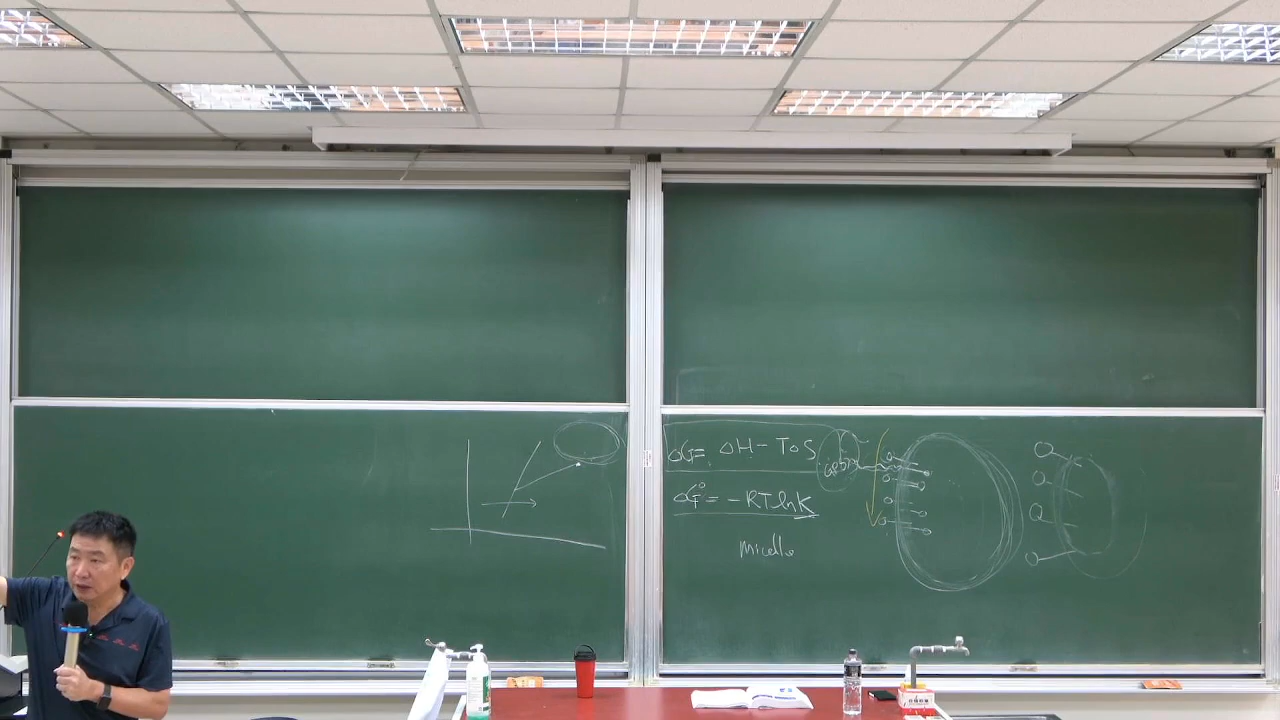 ΔG = ΔH - TΔS
ΔG° = -RT ln K
Micelle